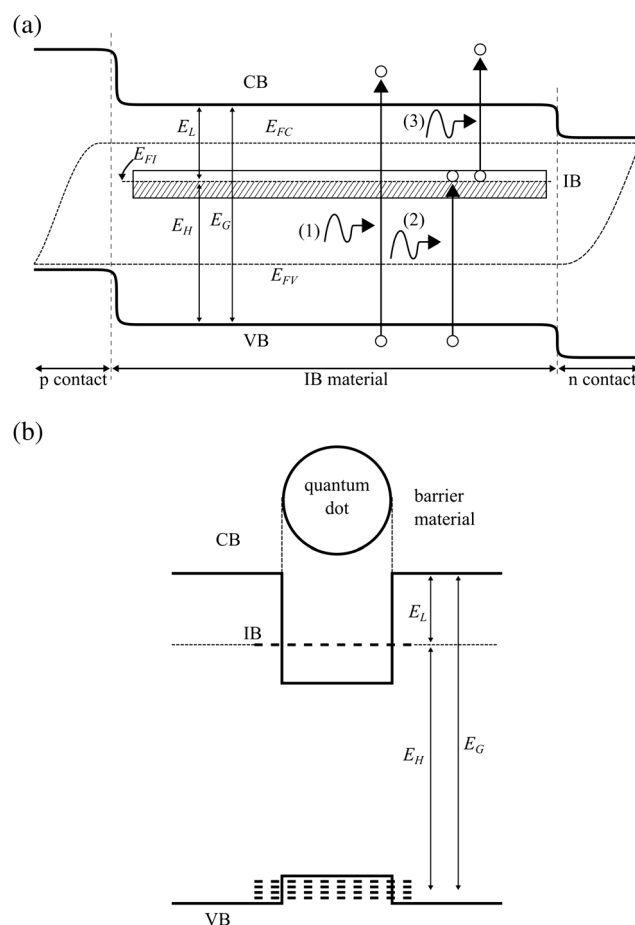 (a)
CB
E_L
E_FC
(3)
E_FI
IB
E_H
E_G
(1)
(2)
E_FV
VB
p contact
IB material
n contact
(b)
quantum
dot
barrier
material
CB
E_L
IB
E_H
E_G
VB